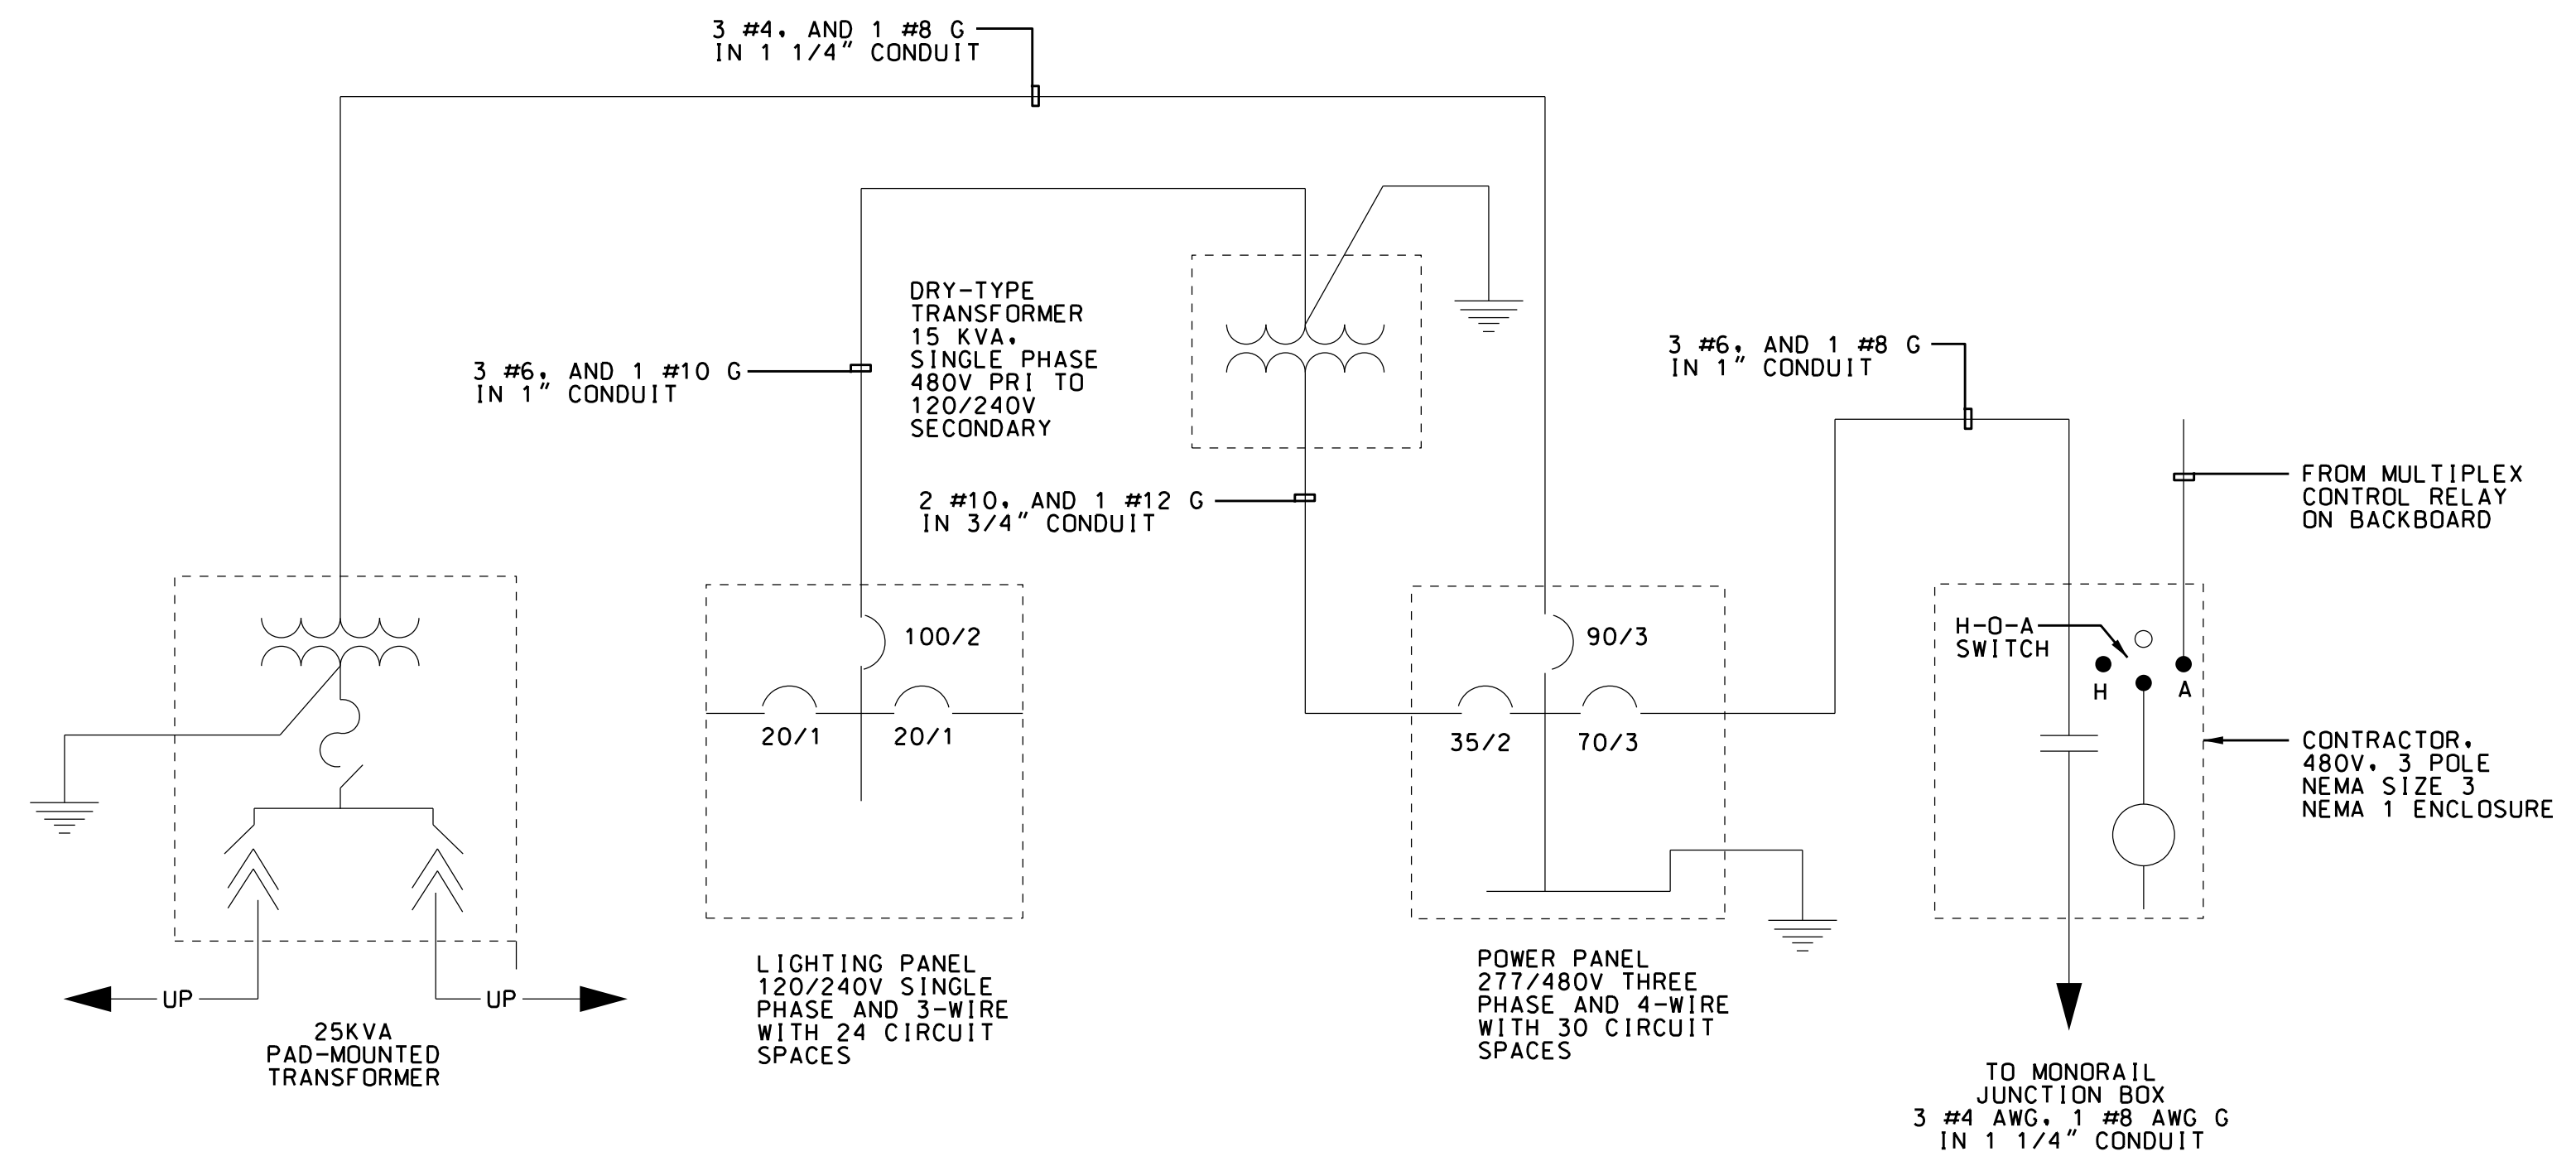 3 #4, AND 1 #8 G
IN 1 1/4" CONDUIT
DRY-TYPE
TRANSFORMER
15 KVA,
SINGLE PHASE
480V PRI TO
120/240V
SECONDARY
3 #6, AND 1 #10 G
IN 1" CONDUIT
3 #6, AND 1 #8 G
IN 1" CONDUIT
2 #10, AND 1 #12 G
IN 3/4" CONDUIT
FROM MULTIPLEX
CONTROL RELAY
ON BACKBOARD
100/2
20/1
20/1
90/3
35/2
70/3
H-O-A
SWITCH
H
A
CONTRACTOR,
480V, 3 POLE
NEMA SIZE 3
NEMA 1 ENCLOSURE
UP
UP
25KVA
PAD-MOUNTED
TRANSFORMER
LIGHTING PANEL
120/240V SINGLE
PHASE AND 3-WIRE
WITH 24 CIRCUIT
SPACES
POWER PANEL
277/480V THREE
PHASE AND 4-WIRE
WITH 30 CIRCUIT
SPACES
TO MONORAIL
JUNCTION BOX
3 #4 AWG, 1 #8 AWG G
IN 1 1/4" CONDUIT